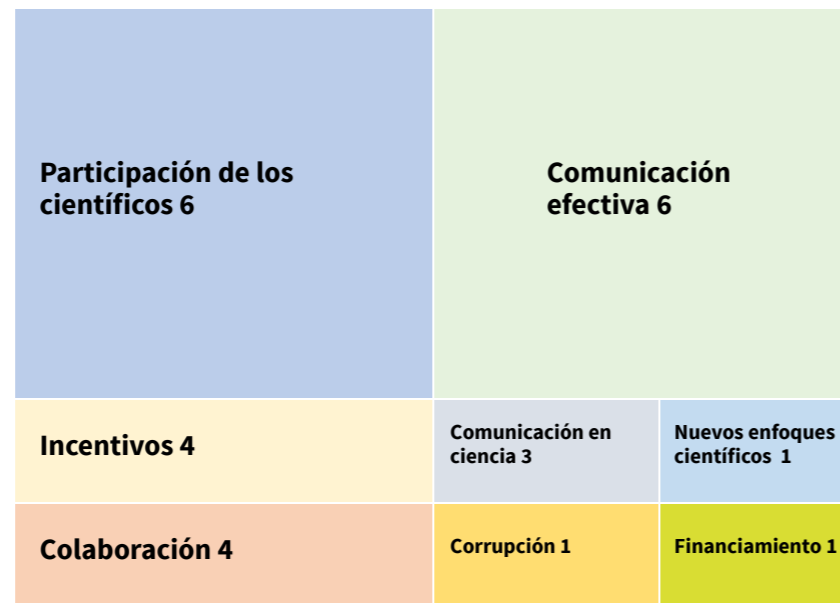 Participación de los
científicos 6
Comunicación
efectiva 6
Incentivos 4
Comunicación en
ciencia 3
Nuevos enfoques
científicos 1
Colaboración 4
Corrupción 1
Financiamiento 1